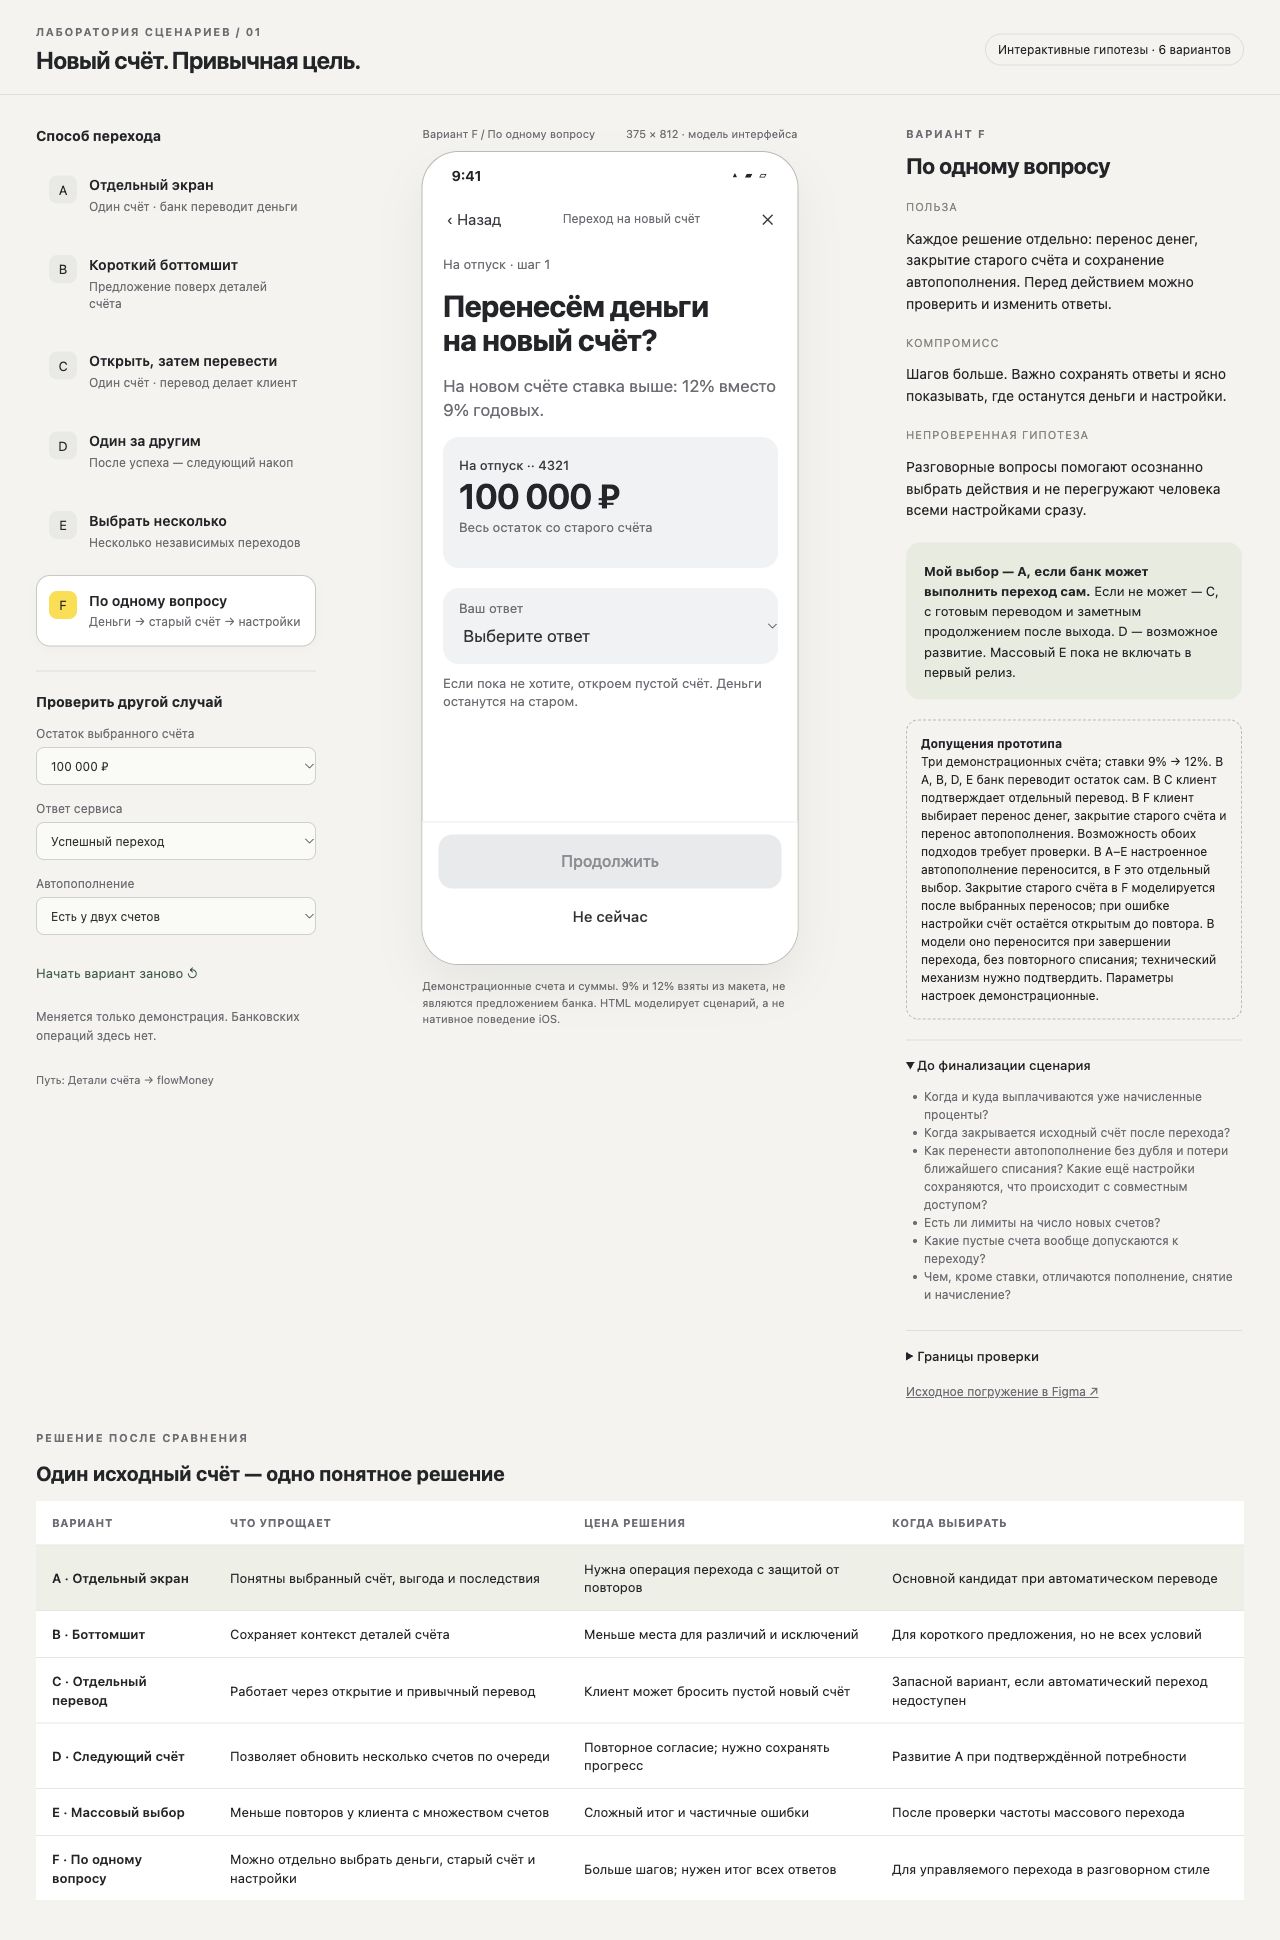 ЛАБОРАТОРИЯ СЦЕНАРИЕВ / 01
Новый счёт. Привычная цель.
Интерактивные гипотезы · 6 вариантов
Способ перехода
A
Отдельный экран
Один счёт · банк переводит деньги
B
Короткий боттомшит
Предложение поверх деталей
счёта
C
Открыть, затем перевести
Один счёт · перевод делает клиент
D
Один за другим
После успеха — следующий накоп
E
Выбрать несколько
Несколько независимых переходов
F
По одному вопросу
Деньги → старый счёт → настройки
Проверить другой случай
Остаток выбранного счёта
100 000 ₽
Ответ сервиса
Успешный переход
Автопополнение
Есть у двух счетов
Начать вариант заново ↺
Меняется только демонстрация. Банковских
операций здесь нет.
Путь: Детали счёта → flowMoney
Вариант F / По одному вопросу
375 × 812 · модель интерфейса
9:41
‹ Назад
Переход на новый счёт
×
На отпуск · шаг 1
Перенесём деньги
на новый счёт?
На новом счёте ставка выше: 12% вместо
9% годовых.
На отпуск ·· 4321
100 000 ₽
Весь остаток со старого счёта
Ваш ответ
Выберите ответ
Если пока не хотите, откроем пустой счёт. Деньги
останутся на старом.
Продолжить
Не сейчас
Демонстрационные счета и суммы. 9% и 12% взяты из макета, не
являются предложением банка. HTML моделирует сценарий, а не
нативное поведение iOS.
ВАРИАНТ F
По одному вопросу
ПОЛЬЗА
Каждое решение отдельно: перенос денег,
закрытие старого счёта и сохранение
автопополнения. Перед действием можно
проверить и изменить ответы.
КОМПРОМИСС
Шагов больше. Важно сохранять ответы и ясно
показывать, где останутся деньги и настройки.
НЕПРОВЕРЕННАЯ ГИПОТЕЗА
Разговорные вопросы помогают осознанно
выбрать действия и не перегружают человека
всеми настройками сразу.
Мой выбор — А, если банк может
выполнить переход сам. Если не может — С,
с готовым переводом и заметным
продолжением после выхода. D — возможное
развитие. Массовый E пока не включать в
первый релиз.
Допущения прототипа
Три демонстрационных счёта; ставки 9% → 12%. В
A, B, D, E банк переводит остаток сам. В C клиент
подтверждает отдельный перевод. В F клиент
выбирает перенос денег, закрытие старого счёта и
перенос автопополнения. Возможность обоих
подходов требует проверки. В A–E настроенное
автопополнение переносится, в F это отдельный
выбор. Закрытие старого счёта в F моделируется
после выбранных переносов; при ошибке
настройки счёт остаётся открытым до повтора. В
модели оно переносится при завершении
перехода, без повторного списания; технический
механизм нужно подтвердить. Параметры
настроек демонстрационные.
▼ До финализации сценария
• Когда и куда выплачиваются уже начисленные
проценты?
• Когда закрывается исходный счёт после перехода?
• Как перенести автопополнение без дубля и потери
ближайшего списания? Какие ещё настройки
сохраняются, что происходит с совместным
доступом?
• Есть ли лимиты на число новых счетов?
• Какие пустые счета вообще допускаются к
переходу?
• Чем, кроме ставки, отличаются пополнение, снятие
и начисление?
▶ Границы проверки
Исходное погружение в Figma ↗
РЕШЕНИЕ ПОСЛЕ СРАВНЕНИЯ
Один исходный счёт — одно понятное решение
ВАРИАНТ
ЧТО УПРОЩАЕТ
ЦЕНА РЕШЕНИЯ
КОГДА ВЫБИРАТЬ
A · Отдельный экран
Понятны выбранный счёт, выгода и последствия
Нужна операция перехода с защитой от
повторов
Основной кандидат при автоматическом переводе
B · Боттомшит
Сохраняет контекст деталей счёта
Меньше места для различий и исключений
Для короткого предложения, но не всех условий
C · Отдельный
перевод
Работает через открытие и привычный перевод
Клиент может бросить пустой новый счёт
Запасной вариант, если автоматический переход
недоступен
D · Следующий счёт
Позволяет обновить несколько счетов по очереди
Повторное согласие; нужно сохранять
прогресс
Развитие A при подтверждённой потребности
E · Массовый выбор
Меньше повторов у клиента с множеством счетов
Сложный итог и частичные ошибки
После проверки частоты массового перехода
F · По одному
вопросу
Можно отдельно выбрать деньги, старый счёт и
настройки
Больше шагов; нужен итог всех ответов
Для управляемого перехода в разговорном стиле